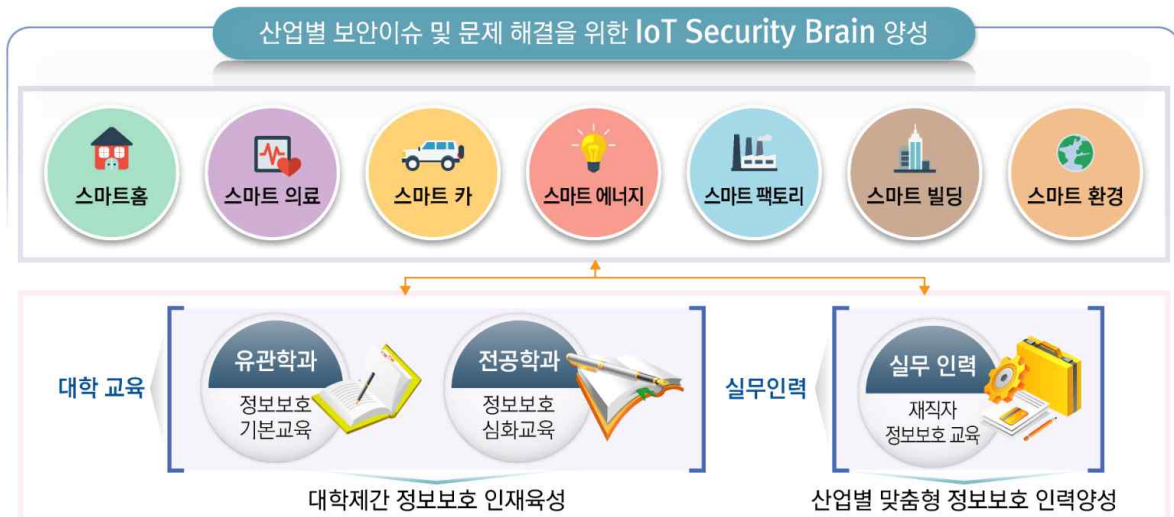 산업별 보안이슈 및 문제 해결을 위한 IoT Security Brain 양성
스마트홈
스마트 의료
스마트 카
스마트 에너지
스마트 팩토리
스마트 빌딩
스마트 환경
대학 교육
유관학과
정보보호
기본교육
전공학과
정보보호
심화교육
대학제간 정보보호 인재육성
실무인력
실무 인력
재직자
정보보호 교육
산업별 맞춤형 정보보호 인력양성